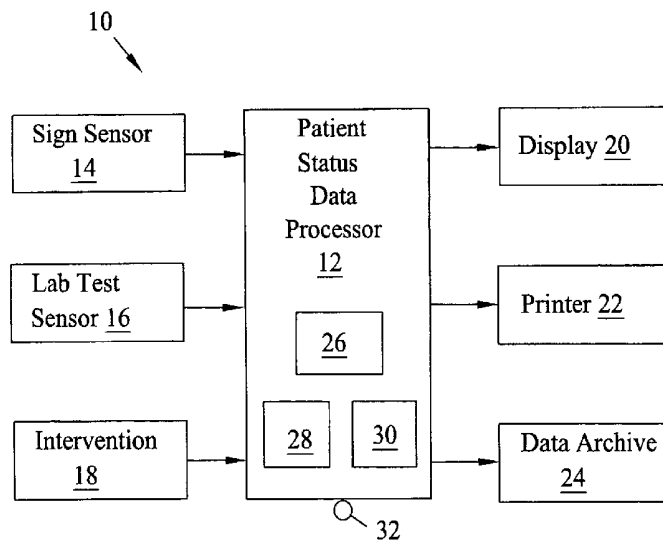 10
Sign Sensor
14
Lab Test
Sensor 16
Intervention
18
Patient
Status
Data
Processor
12
26
28
30
32
Display 20
Printer 22
Data Archive
24